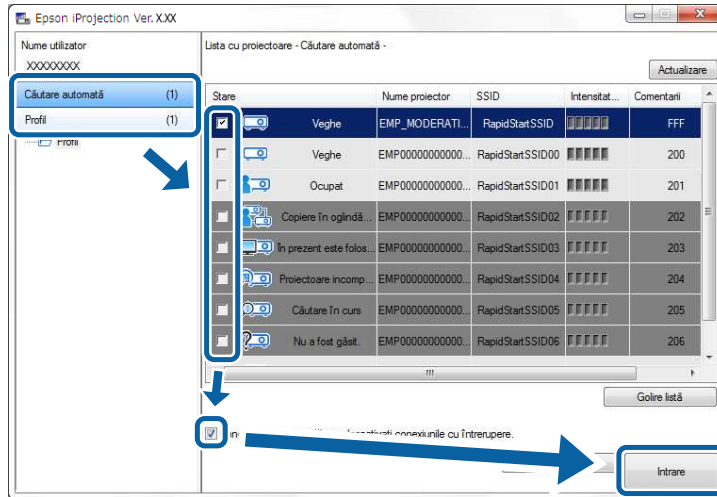 Epson iProjection Ver. X.XX
Nume utilizator
XXXXXXXX
Căutare automată (1)
Profil (1)
Profil
Lista cu proiectoare - Căutare automată -
Actualizare
Stare Nume proiector SSID Intensitat... Comentarii
Veghe EMP_MODERATI... RapidStartSSID FFF
Veghe EMP00000000000... RapidStartSSID00 200
Ocupat EMP00000000000... RapidStartSSID01 201
Copiere în oglindă... EMP00000000000... RapidStartSSID02 202
În prezent este folos... EMP00000000000... RapidStartSSID03 203
Proiectoare incomp... EMP00000000000... RapidStartSSID04 204
Căutare în curs EMP00000000000... RapidStartSSID05 205
Nu a fost găsit. EMP00000000000... RapidStartSSID06 206
Golire listă
conexiunile cu întrerupere.
Intrare